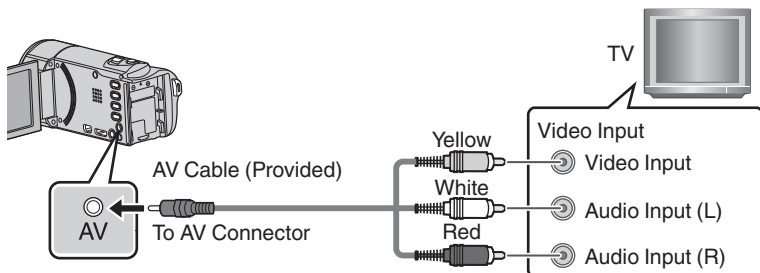 TV
Yellow
Video Input
Video Input
AV Cable (Provided)
White
Audio Input (L)
AV
To AV Connector
Red
Audio Input (R)